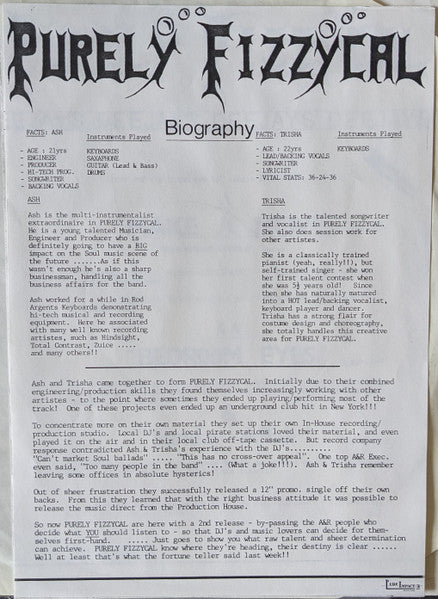 PURELY FIZZYCAL
Biography
FACTS: ASH
Instruments Played
- AGE : 21yrs
- ENGINEER
- PRODUCER
- HI-TECH PROG.
- SONGWRITER
- BACKING VOCALS
KEYBOARDS
SAXAPHONE
GUITAR (Lead & Bass)
DRUMS
FACTS: TRISHA
Instruments Played
- AGE : 22yrs
- LEAD/BACKING VOCALS
- SONGWRITER
- LYRICIST
- VITAL STATS: 36-24-36
KEYBOARDS
ASH
Ash is the multi-instrumentalist
extraordinaire in PURELY FIZZYCAL.
He is a young talented Musician,
Engineer and Producer who is
definitely going to have a BIG
impact on the Soul music scene of
the future .......As if this
wasn't enough he's also a sharp
businessman, handling all the
business affairs for the band.
Ash worked for a while in Rod
Argents Keyboards demonstrating
hi-tech musical and recording
equipment. Here he associated
with many well known recording
artistes, such as Hindsight,
Total Contrast, Zuice .....
and many others!!
TRISHA
Trisha is the talented songwriter
and vocalist in PURELY FIZZYCAL.
She also does session work for
other artistes.
She is a classically trained
pianist (yeah, really!!), but
self-trained singer - she won
her first talent contest when
she was 5½ years old! Since
then she has naturally matured
into a HOT lead/backing vocalist,
keyboard player and dancer.
Trisha has a strong flair for
costume design and choreography,
she totally handles this creative
area for PURELY FIZZYCAL.
Ash and Trisha came together to form PURELY FIZZYCAL. Initially due to their combined
engineering/production skills they found themselves increasingly working with other
artistes - to the point where sometimes they ended up playing/performing most of the
track! One of these projects even ended up an underground club hit in New York!!!
To concentrate more on their own material they set up their own In-House recording/
production studio. Local DJ's and local pirate stations loved their material, and even
played it on the air and in their local club off-tape cassette. But record company
response contradicted Ash & Trisha's experience with the DJ's..........
"Can't market Soul ballads" ..... "This has no cross-over appeal". One top A&R Exec.
even said, "Too many people in the band" .... (What a joke!!!). Ash & Trisha remember
leaving some offices in absolute hysterics!
Out of sheer frustration they successfully released a 12" promo. single off their own
backs. From this they learned that with the right business attitude it was possible to
release the music direct from the Production House.
So now PURELY FIZZYCAL are here with a 2nd release - by-passing the A&R people who
decide what YOU should listen to - so that DJ's and music lovers can decide for them-
selves first-hand. ..... Just goes to show you what raw talent and sheer determination
can achieve. PURELY FIZZYCAL know where they're heading, their destiny is clear ......
Well at least that's what the fortune teller said last week!!